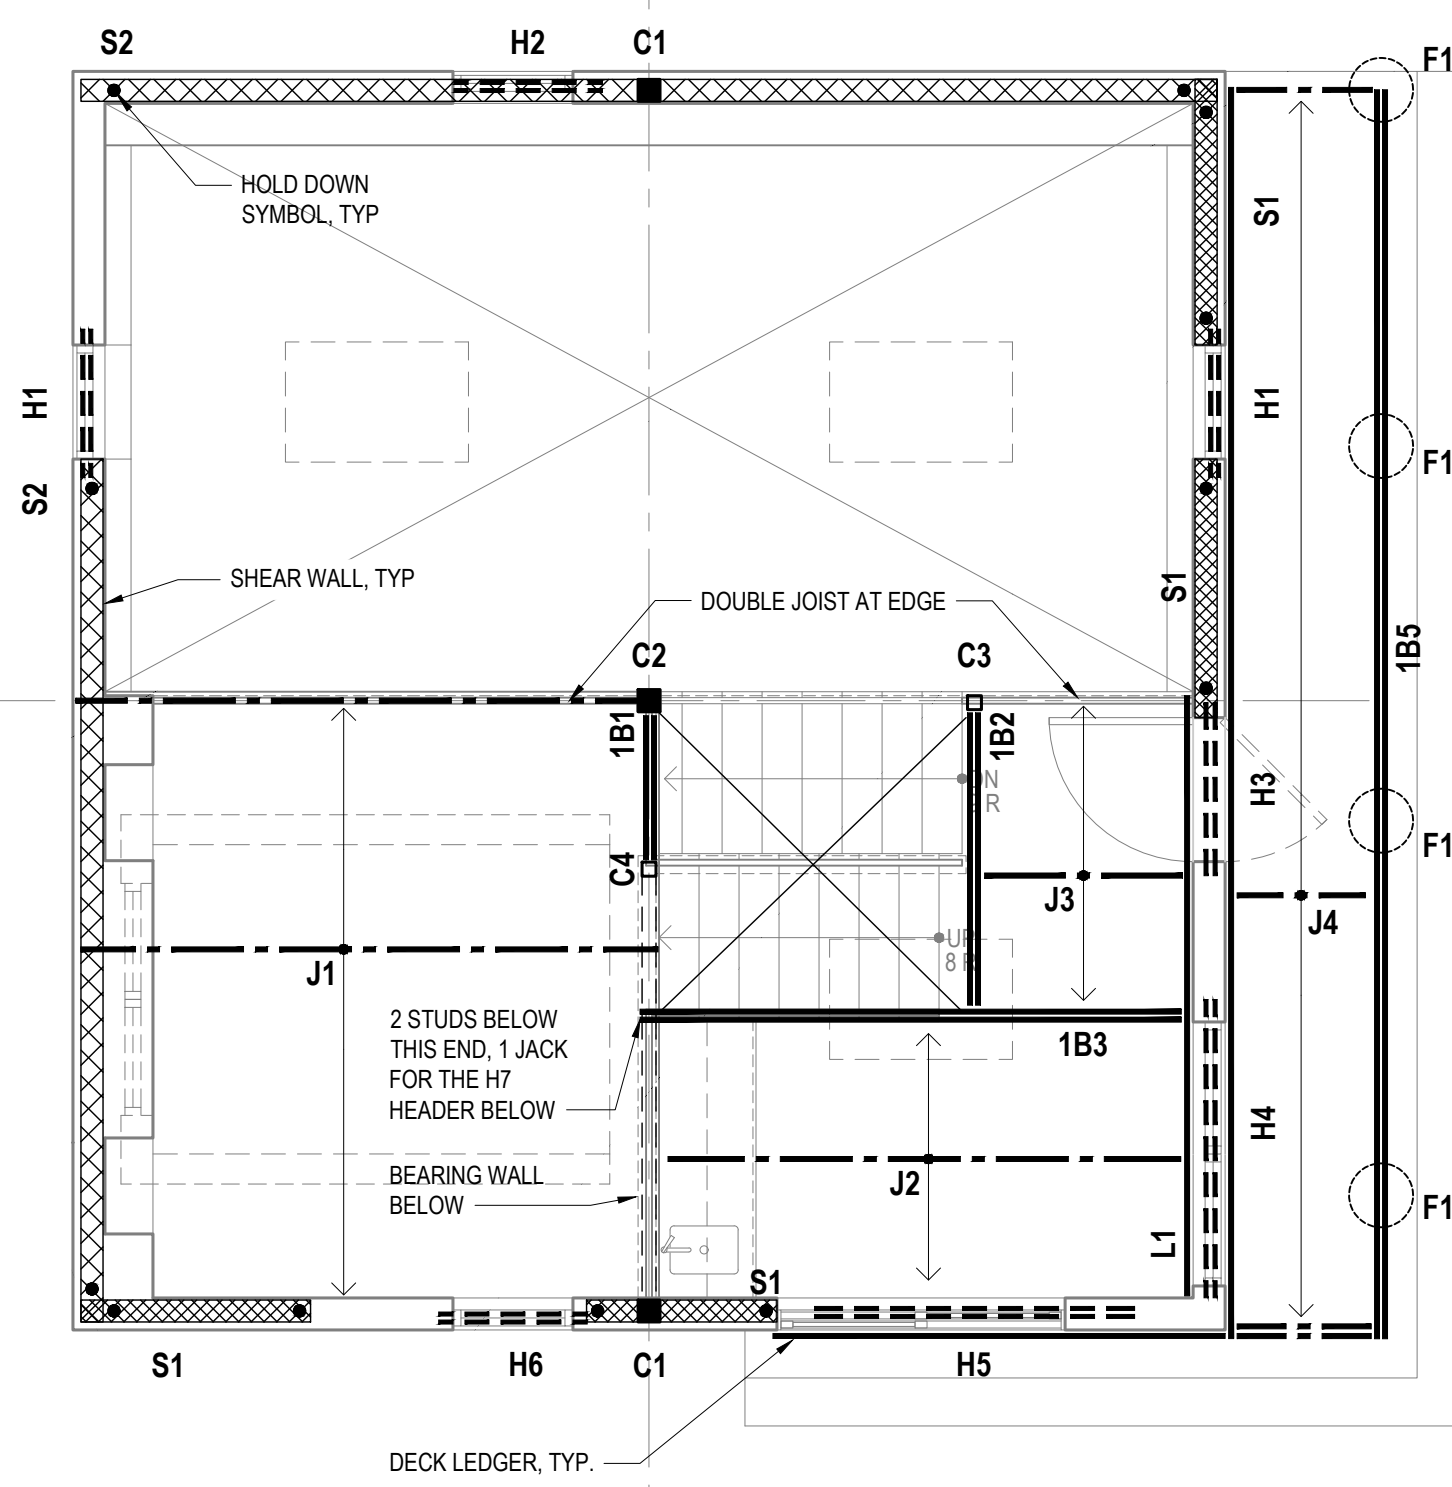 S2
H2
C1
F1
HOLD DOWN
SYMBOL, TYP
S1
H1
H1
F1
S2
SHEAR WALL, TYP
S1
DOUBLE JOIST AT EDGE
1B5
C2
C3
1B1
1B2
DN
R
H3
F1
C4
J3
J4
UP
8 R
J1
2 STUDS BELOW
THIS END, 1 JACK
FOR THE H7
HEADER BELOW
1B3
H4
BEARING WALL
BELOW
J2
F1
L1
S1
S1
H6
C1
H5
DECK LEDGER, TYP.